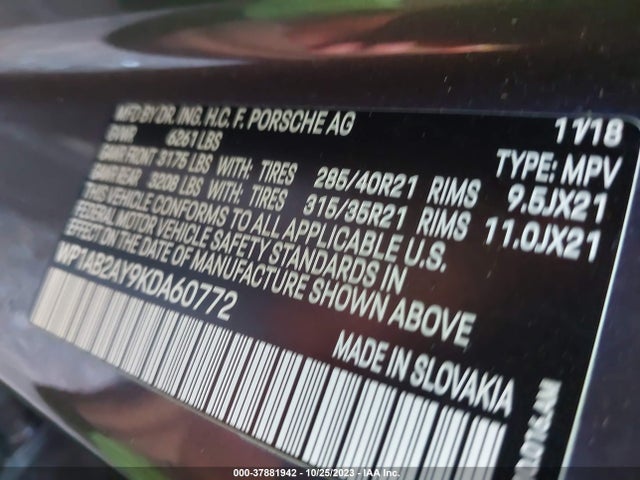 MFD BY DR. ING. H.C. F. PORSCHE AG 11/18
GVWR 6261 LBS TYPE: MPV
GAWR FRONT 3175 LBS WITH: TIRES 285/40R21 RIMS 9.5JX21
GAWR REAR 3208 LBS WITH: TIRES 315/35R21 RIMS 11.0JX21
THIS VEHICLE CONFORMS TO ALL APPLICABLE U.S.
FEDERAL MOTOR VEHICLE SAFETY STANDARDS IN
EFFECT ON THE DATE OF MANUFACTURE SHOWN ABOVE
WP1AB2AY9KDA60772
MADE IN SLOVAKIA
000-37881942 - 10/25/2023 - IAA Inc.